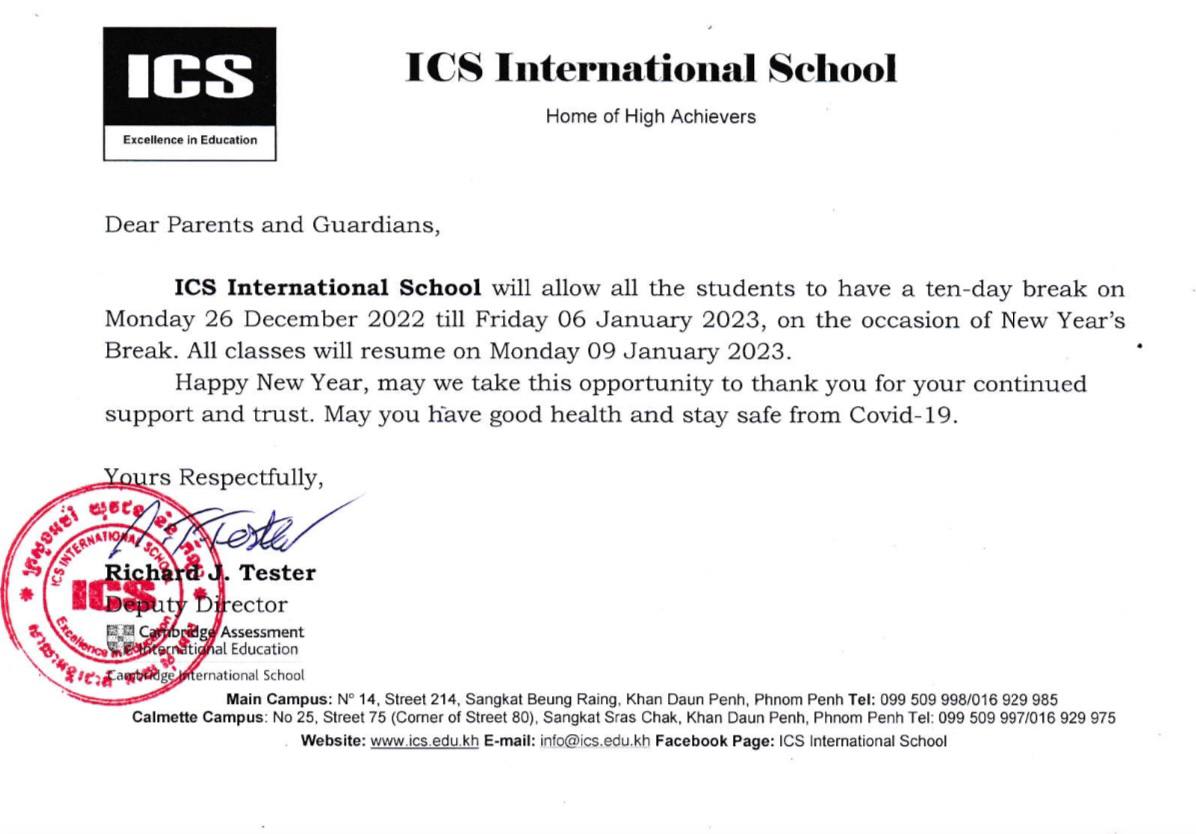 ICS
Excellence in Education
ICS International School
Home of High Achievers
Dear Parents and Guardians,
ICS International School will allow all the students to have a ten-day break on
Monday 26 December 2022 till Friday 06 January 2023, on the occasion of New Year's
Break. All classes will resume on Monday 09 January 2023.
Happy New Year, may we take this opportunity to thank you for your continued
support and trust. May you have good health and stay safe from Covid-19.
Yours Respectfully,
Tester
ICS INTERNATIONAL SCHOOL
ICS
Excellence in Education
Richard J. Tester
Deputy Director
Cambridge Assessment
International Education
Cambridge International School
Main Campus: Nº 14, Street 214, Sangkat Beung Raing, Khan Daun Penh, Phnom Penh Tel: 099 509 998/016 929 985
Calmette Campus: No 25, Street 75 (Corner of Street 80), Sangkat Sras Chak, Khan Daun Penh, Phnom Penh Tel: 099 509 997/016 929 975
Website: www.ics.edu.kh E-mail: info@ics.edu.kh Facebook Page: ICS International School